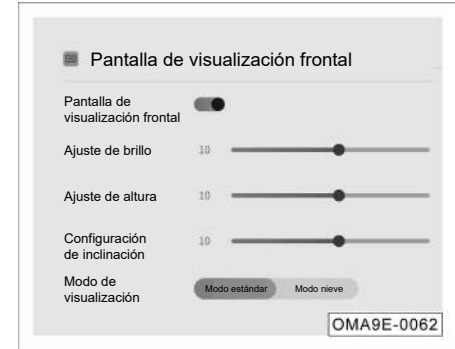 Pantalla de visualización frontal
Pantalla de
visualización frontal
Ajuste de brillo 10
Ajuste de altura 10
Configuración
de inclinación 10
Modo de
visualización
Modo estándar Modo nieve
OMA9E-0062